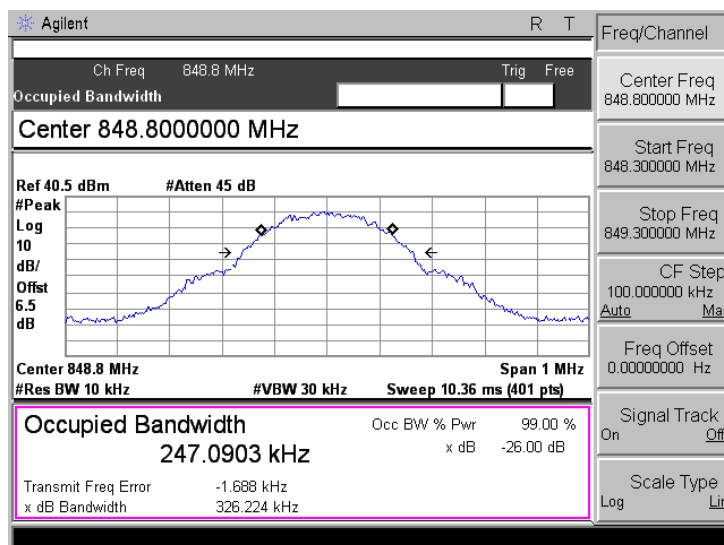 Agilent R T
Ch Freq 848.8 MHz Trig Free
Occupied Bandwidth
Center 848.8000000 MHz
Ref 40.5 dBm #Atten 45 dB
#Peak
Log
10
dB/
Offst
6.5
dB
Center 848.8 MHz Span 1 MHz
#Res BW 10 kHz #VBW 30 kHz Sweep 10.36 ms (401 pts)
Occupied Bandwidth
247.0903 kHz
Occ BW % Pwr 99.00 %
x dB -26.00 dB
Transmit Freq Error -1.688 kHz
x dB Bandwidth 326.224 kHz
Freq/Channel
Center Freq
848.800000 MHz
Start Freq
848.300000 MHz
Stop Freq
849.300000 MHz
CF Step
100.000000 kHz
Auto Ma
Freq Offset
0.00000000 Hz
Signal Track
On Off
Scale Type
Log Lin